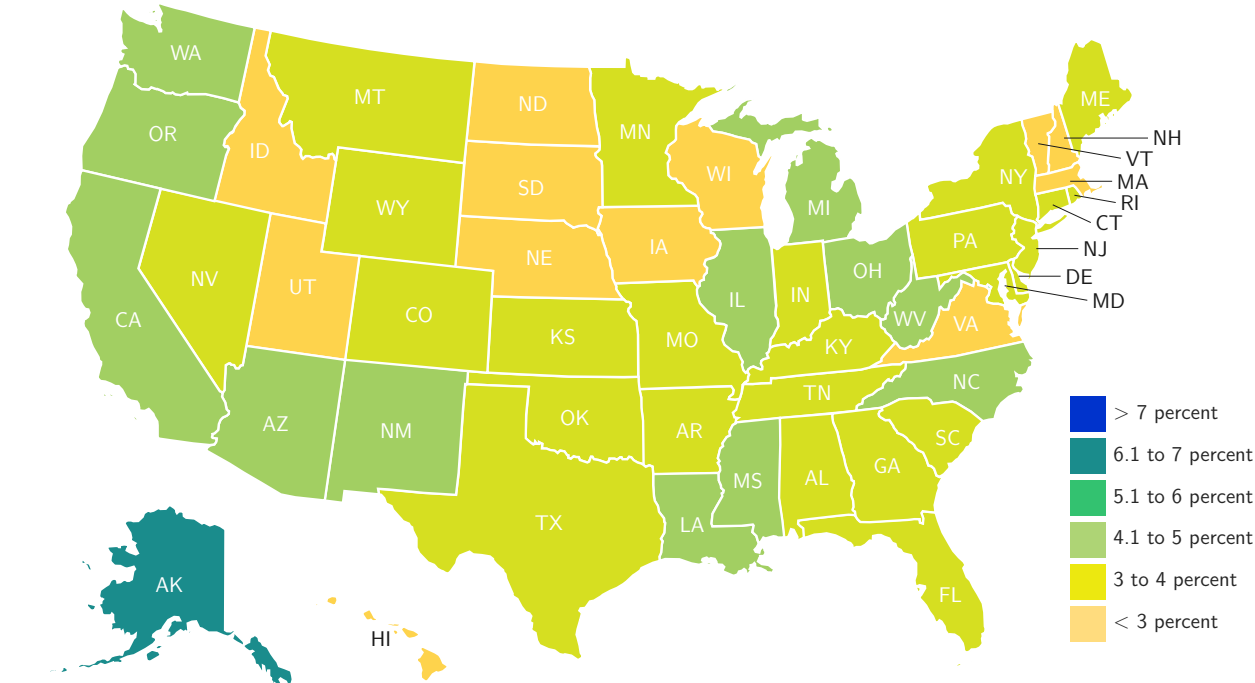 WA
MT
ND
MN
ME
OR
ID
NH
VT
WI
NY
SD
MA
RI
WY
MI
CT
PA
IA
NJ
NE
OH
DE
NV
UT
IL
IN
MD
CO
CA
WV
VA
KS
MO
KY
NC
TN
> 7 percent
OK
AZ
NM
AR
SC
6.1 to 7 percent
GA
MS
AL
5.1 to 6 percent
TX
LA
4.1 to 5 percent
AK
3 to 4 percent
FL
< 3 percent
HI